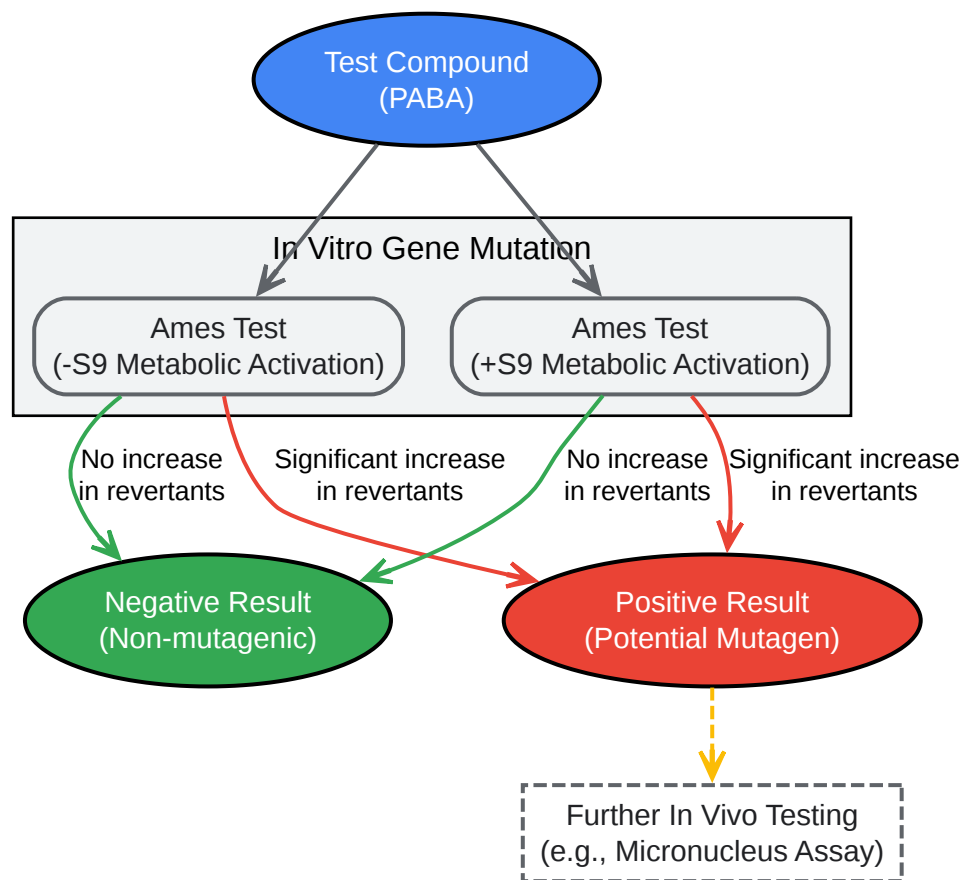 Test Compound
(PABA)
In Vitro Gene Mutation
Ames Test
(-S9 Metabolic Activation)
Ames Test
(+S9 Metabolic Activation)
No increase
in revertants
Significant increase
in revertants
No increase
in revertants
Significant increase
in revertants
Negative Result
(Non-mutagenic)
Positive Result
(Potential Mutagen)
Further In Vivo Testing
(e.g., Micronucleus Assay)